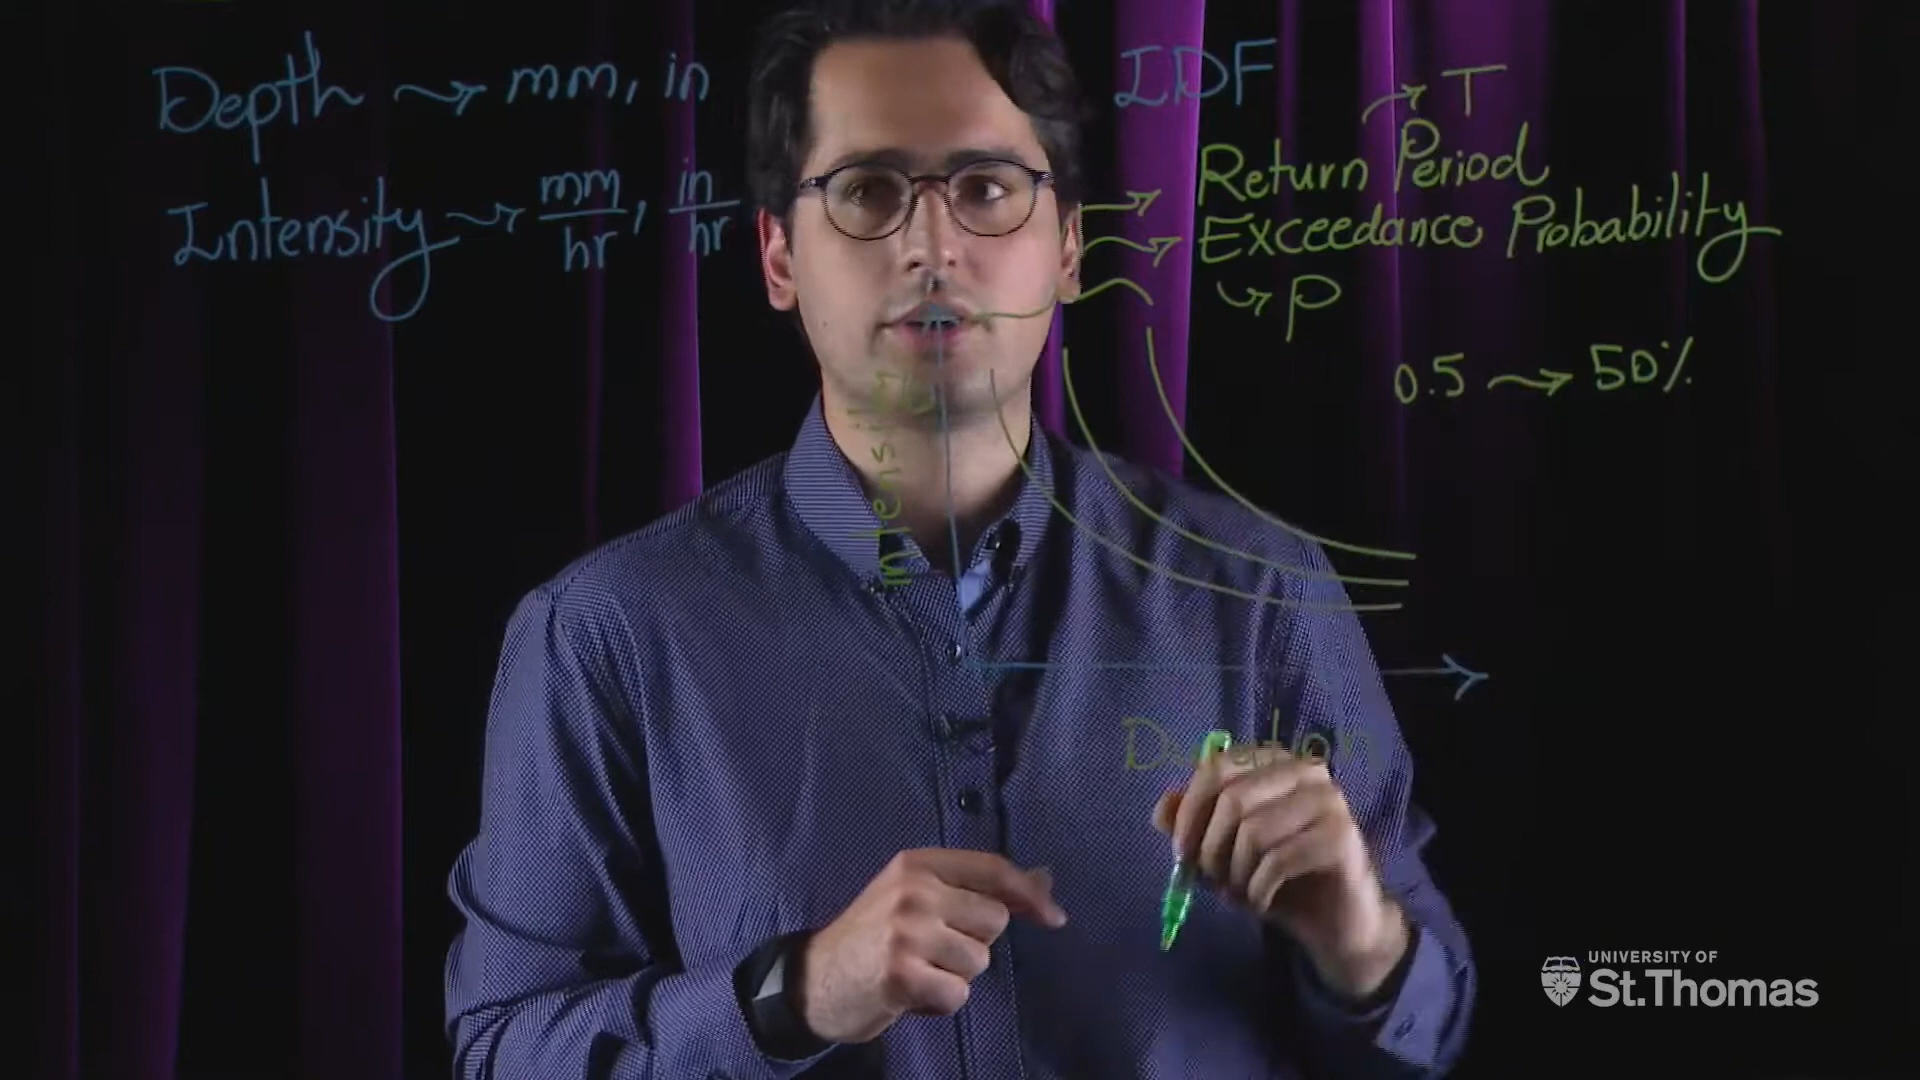 Depth → mm, in
Intensity → mm/hr, in/hr
IDF
→ T
→ Return Period
→ Exceedance Probability
→ P
0.5 → 50%
Intensity
Duration
UNIVERSITY OF
St.Thomas